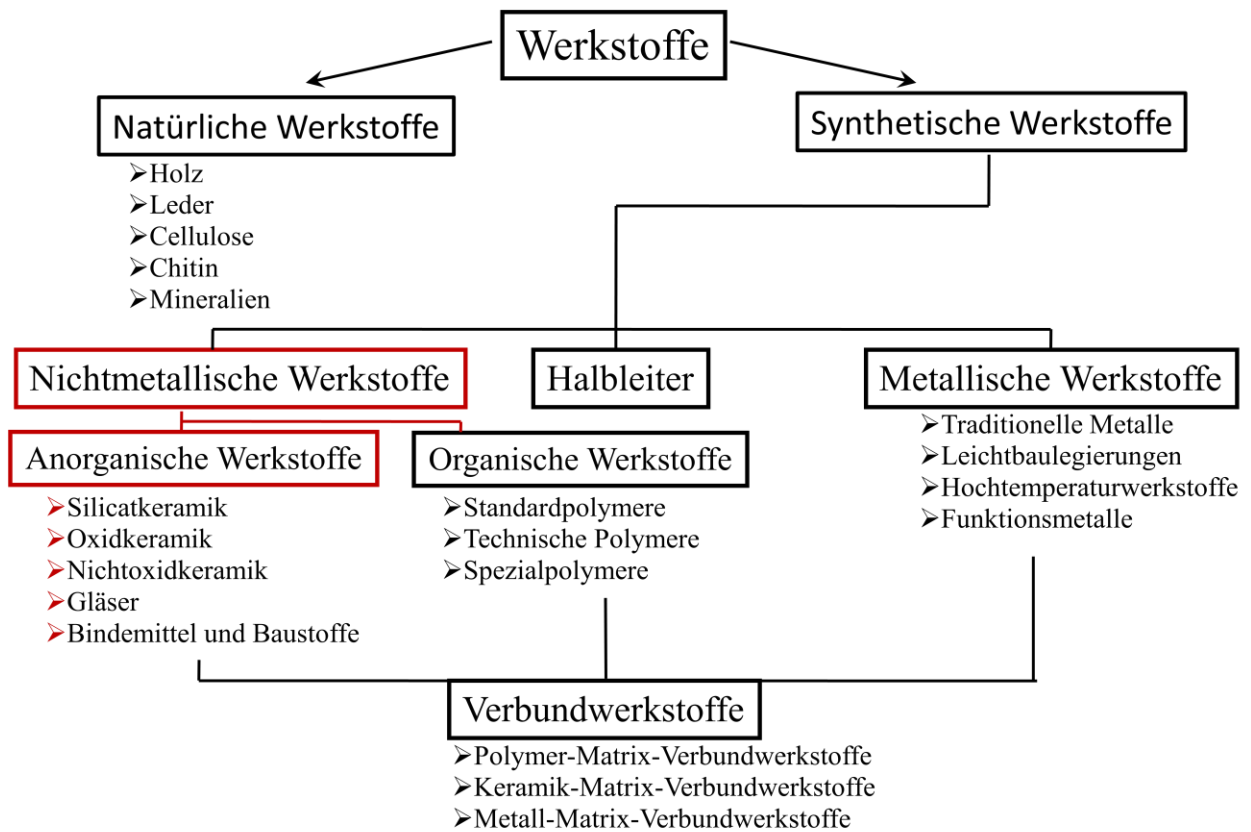 Werkstoffe
Natürliche Werkstoffe
➢Holz
➢Leder
➢Cellulose
➢Chitin
➢Mineralien
Synthetische Werkstoffe
Nichtmetallische Werkstoffe
Halbleiter
Metallische Werkstoffe
➢Traditionelle Metalle
➢Leichtbaulegierungen
➢Hochtemperaturwerkstoffe
➢Funktionsmetalle
Anorganische Werkstoffe
➢Silicatkeramik
➢Oxidkeramik
➢Nichtoxidkeramik
➢Gläser
➢Bindemittel und Baustoffe
Organische Werkstoffe
➢Standardpolymere
➢Technische Polymere
➢Spezialpolymere
Verbundwerkstoffe
➢Polymer-Matrix-Verbundwerkstoffe
➢Keramik-Matrix-Verbundwerkstoffe
➢Metall-Matrix-Verbundwerkstoffe